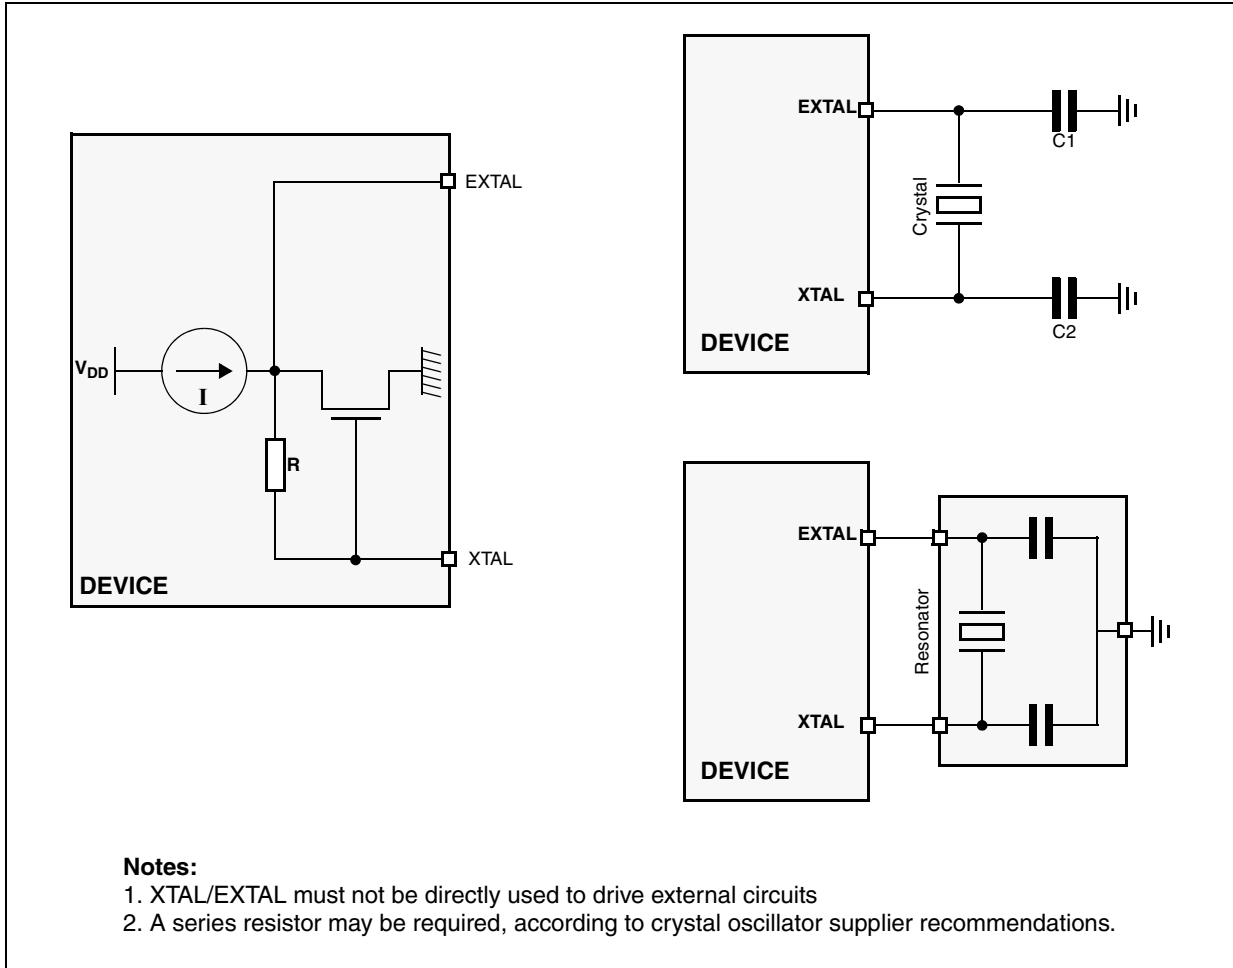 EXTAL
V_DD
I
R
XTAL
DEVICE
EXTAL
C1
Crystal
XTAL
C2
DEVICE
EXTAL
Resonator
XTAL
DEVICE
Notes:
1. XTAL/EXTAL must not be directly used to drive external circuits
2. A series resistor may be required, according to crystal oscillator supplier recommendations.